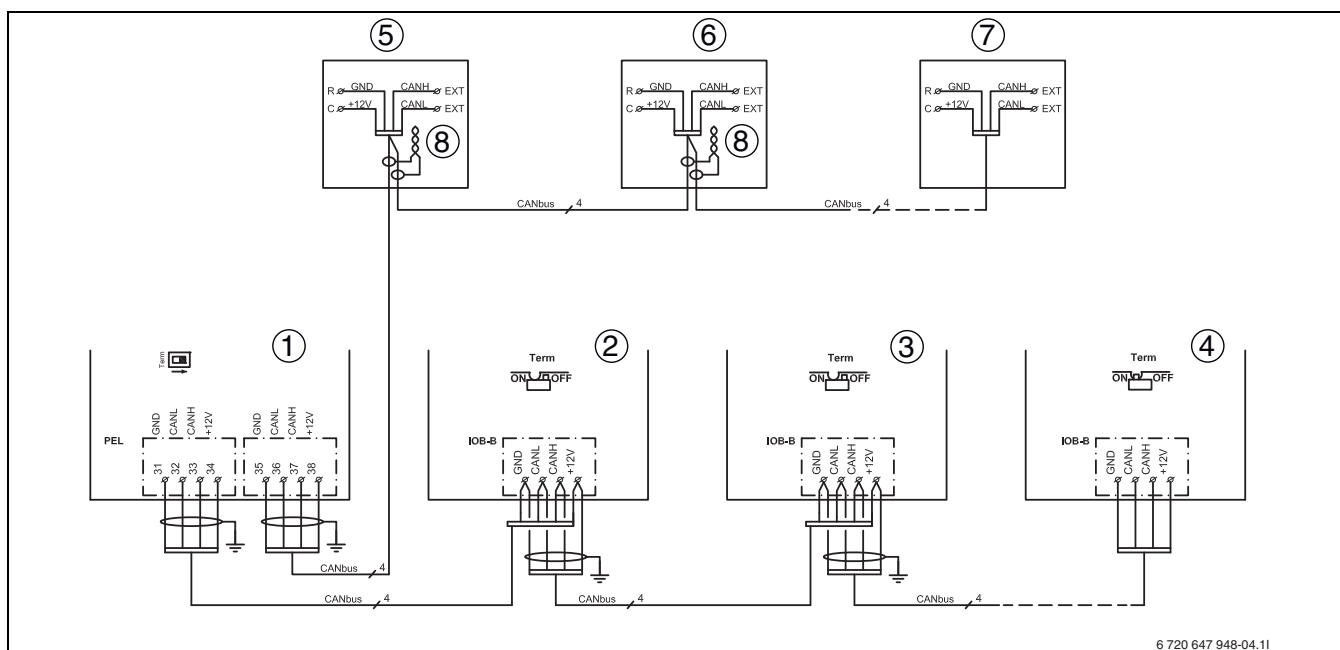 5 6 7
R GND CANH EXT R GND CANH EXT R GND CANH EXT
C +12V CANL EXT C +12V CANL EXT C +12V CANL EXT
8 8
CANbus 4 CANbus 4
1 2 3 4
Term Term Term Term
ON OFF ON OFF ON OFF
GND CANL CANH +12V GND CANL CANH +12V
PEL IOB-B IOB-B IOB-B
31 32 33 34 35 36 37 38 GND CANL CANH +12V GND CANL CANH +12V GND CANL CANH +12V
CANbus 4
CANbus 4 CANbus 4 CANbus 4
6 720 647 948-04.1I